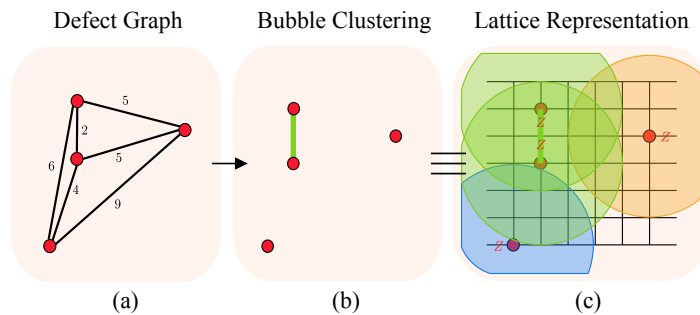 Defect Graph
Bubble Clustering
Lattice Representation
5
2
5
6
4
9
Z
Z
Z
Z
(a)
(b)
(c)